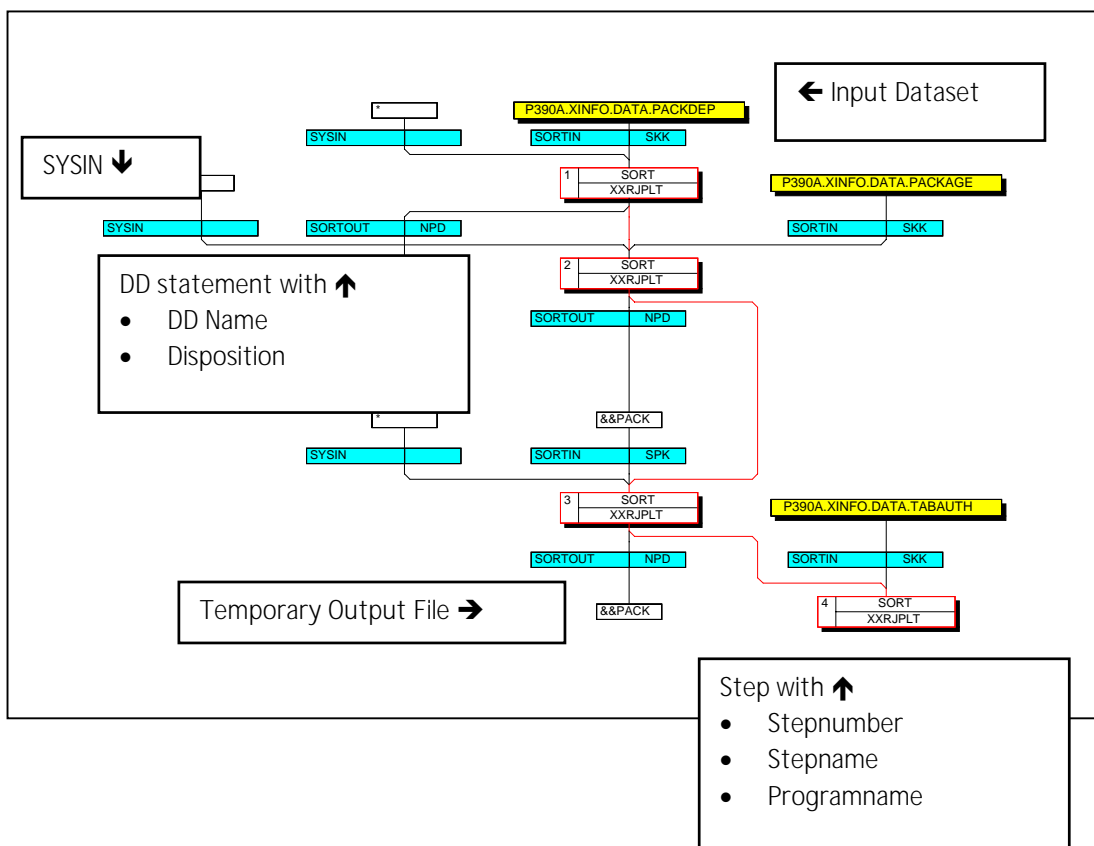 ← Input Dataset
*
P390A.XINFO.DATA.PACKDEP
SYSIN
SORTIN SKK
SYSIN ↓
1 SORT
XXRJPLT
P390A.XINFO.DATA.PACKAGE
SYSIN
SORTOUT NPD
SORTIN SKK
2 SORT
XXRJPLT
DD statement with ↑
• DD Name
• Disposition
SORTOUT NPD
*
&&PACK
SYSIN
SORTIN SPK
3 SORT
XXRJPLT
P390A.XINFO.DATA.TABAUTH
SORTOUT NPD
SORTIN SKK
Temporary Output File →
&&PACK
4 SORT
XXRJPLT
Step with ↑
• Stepnumber
• Stepname
• Programname